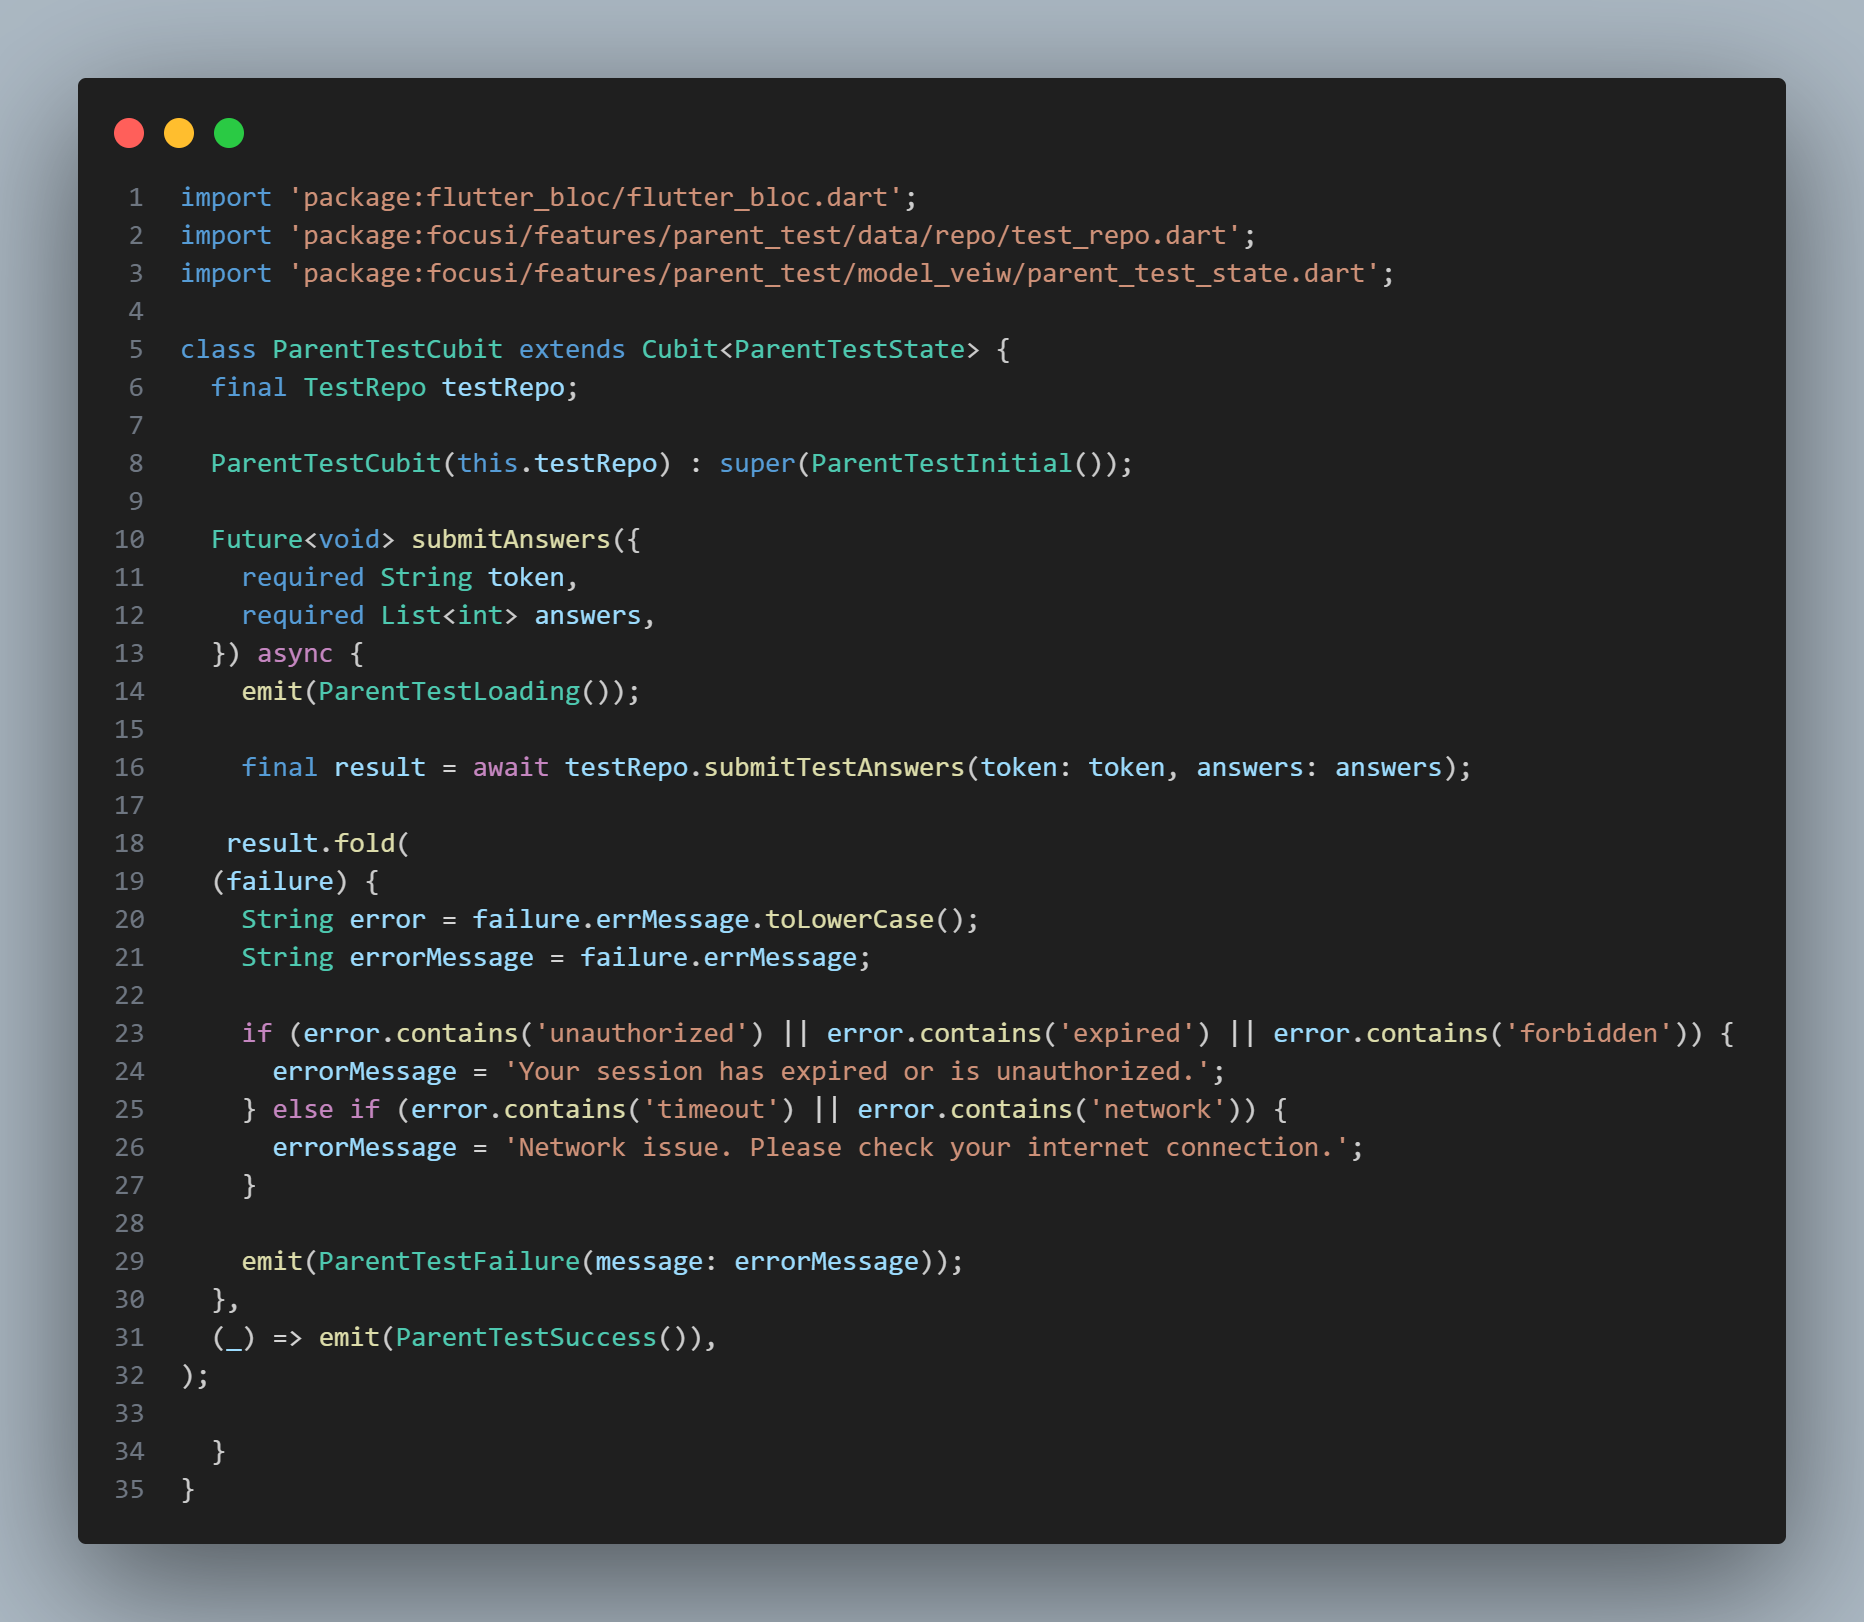 1 import 'package:flutter_bloc/flutter_bloc.dart';
2 import 'package:focusi/features/parent_test/data/repo/test_repo.dart';
3 import 'package:focusi/features/parent_test/model_veiw/parent_test_state.dart';
4
5 class ParentTestCubit extends Cubit<ParentTestState> {
6   final TestRepo testRepo;
7
8   ParentTestCubit(this.testRepo) : super(ParentTestInitial());
9
10   Future<void> submitAnswers({
11     required String token,
12     required List<int> answers,
13   }) async {
14     emit(ParentTestLoading());
15
16     final result = await testRepo.submitTestAnswers(token: token, answers: answers);
17
18    result.fold(
19   (failure) {
20     String error = failure.errMessage.toLowerCase();
21     String errorMessage = failure.errMessage;
22
23     if (error.contains('unauthorized') || error.contains('expired') || error.contains('forbidden')) {
24       errorMessage = 'Your session has expired or is unauthorized.';
25     } else if (error.contains('timeout') || error.contains('network')) {
26       errorMessage = 'Network issue. Please check your internet connection.';
27     }
28
29     emit(ParentTestFailure(message: errorMessage));
30   },
31   (_) => emit(ParentTestSuccess()),
32 );
33
34   }
35 }